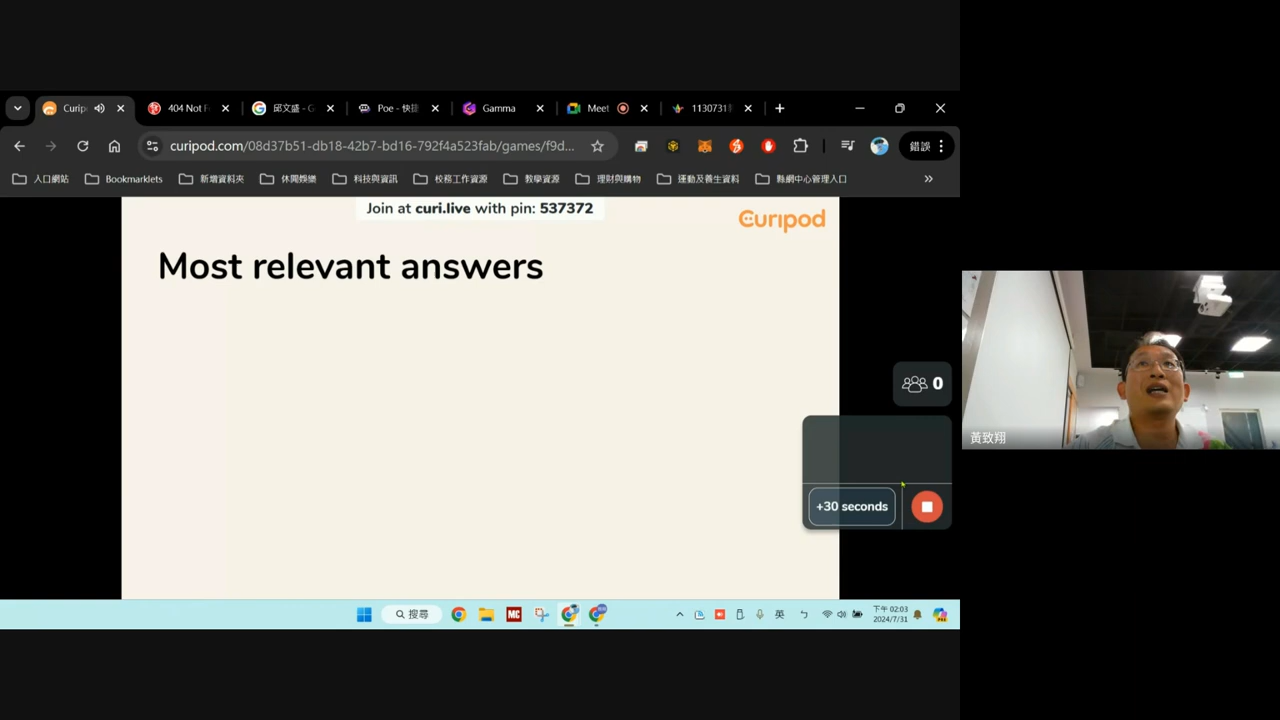 Curip
404 Not F
邱文盛 - G
Poe - 快捷
Gamma
Meet
1130731
curipod.com/08d37b51-db18-42b7-bd16-792f4a523fab/games/f9d...
錯誤
人口網站
Bookmarklets
新增資料夾
休閒娛樂
科技與資訊
校務工作資源
教學資源
理財與購物
運動及養生資料
縣網中心管理入口
Join at curi.live with pin: 537372
Curipod
Most relevant answers
0
+30 seconds
黃致翔
搜尋
MC
英
下午 02:03
2024/7/31